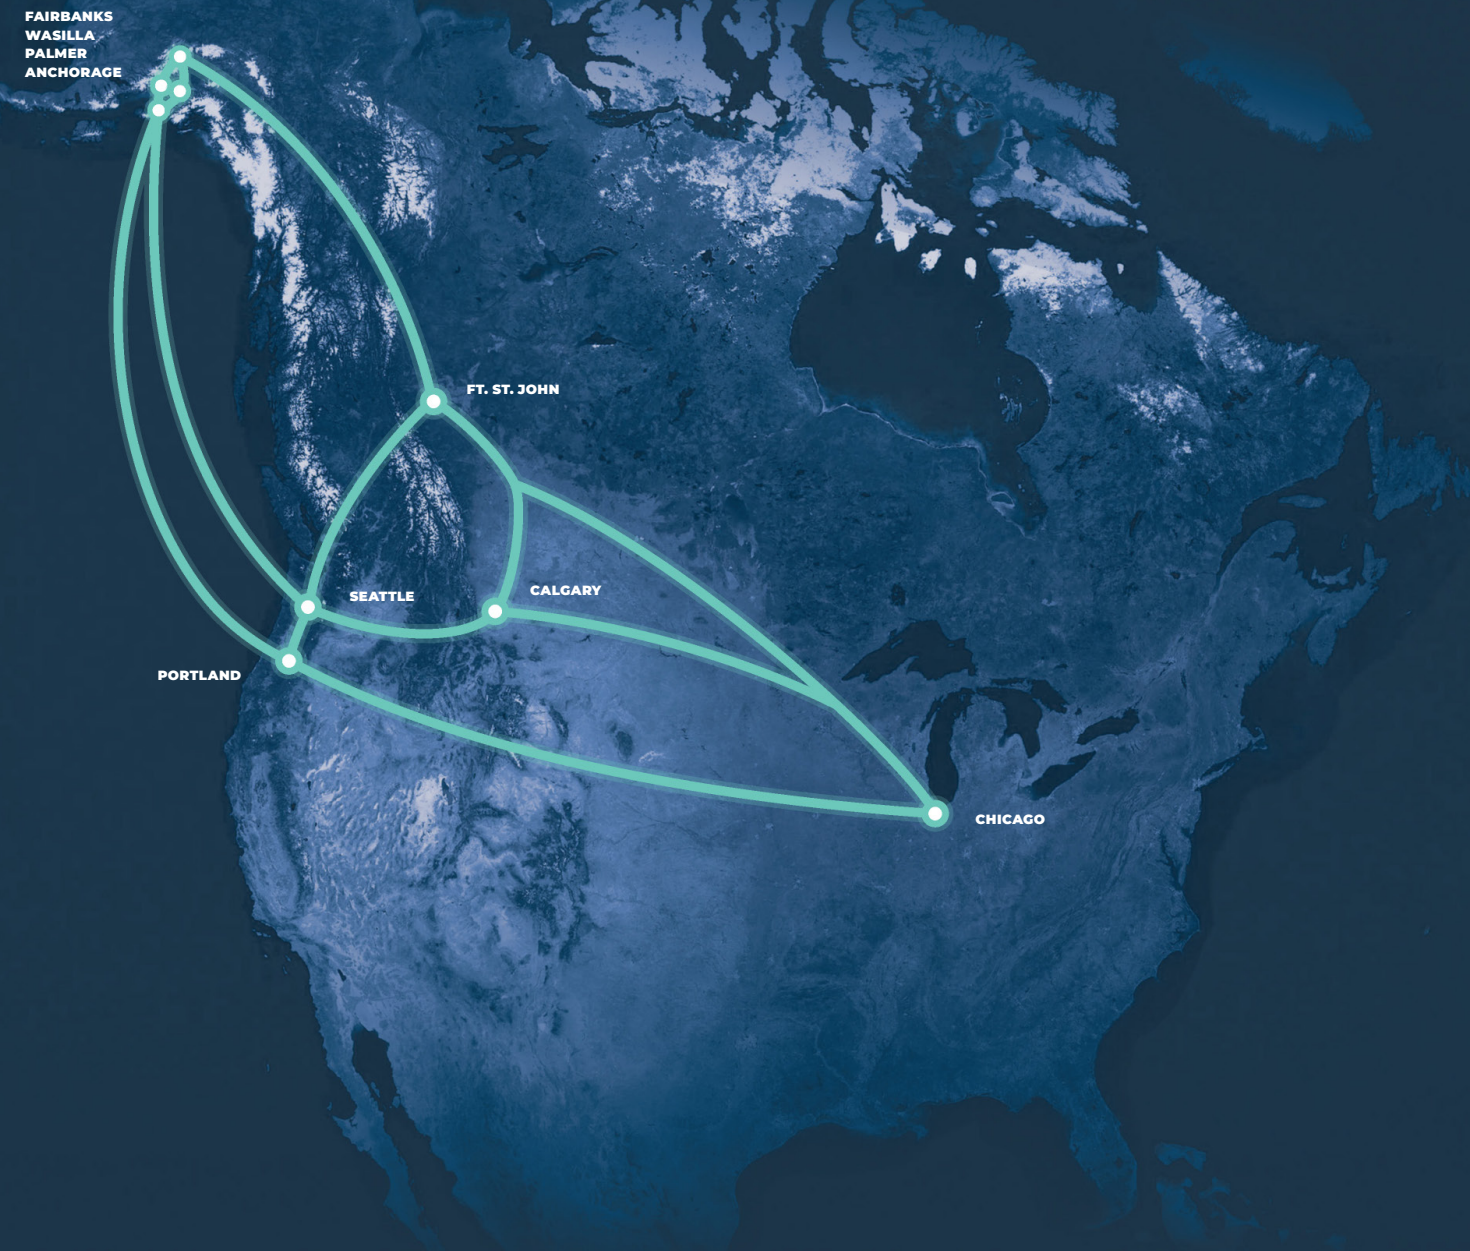 FAIRBANKS
WASILLA
PALMER
ANCHORAGE
FT. ST. JOHN
CALGARY
SEATTLE
PORTLAND
CHICAGO